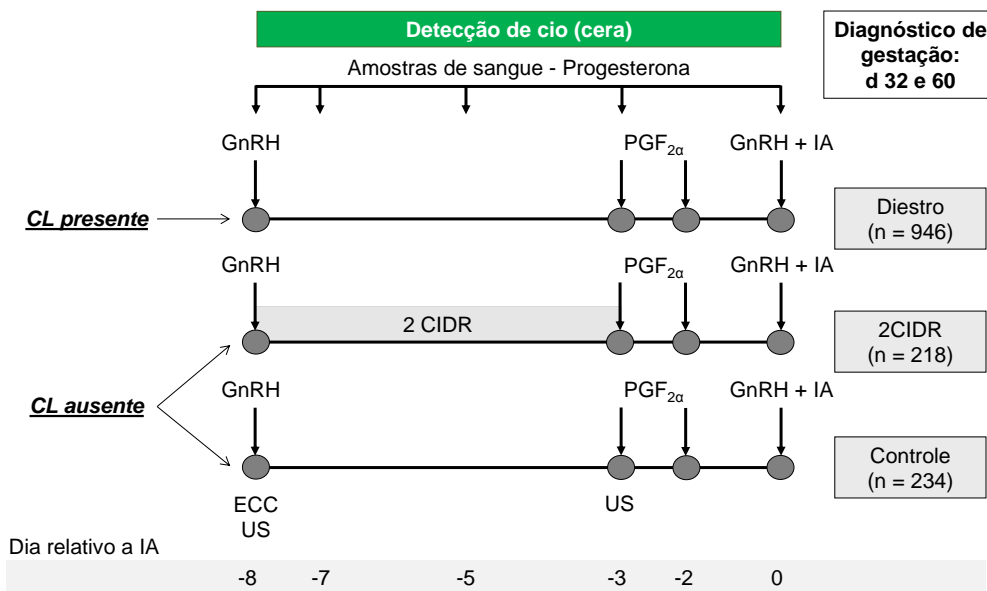 Detecção de cio (cera)
Diagnóstico de
gestação:
d 32 e 60
Amostras de sangue - Progesterona
GnRH
PGF2α
GnRH + IA
CL presente
Diestro
(n = 946)
GnRH
PGF2α
GnRH + IA
2 CIDR
2CIDR
(n = 218)
GnRH
PGF2α
GnRH + IA
CL ausente
Controle
(n = 234)
ECC
US
US
Dia relativo a IA
-8 -7 -5 -3 -2 0